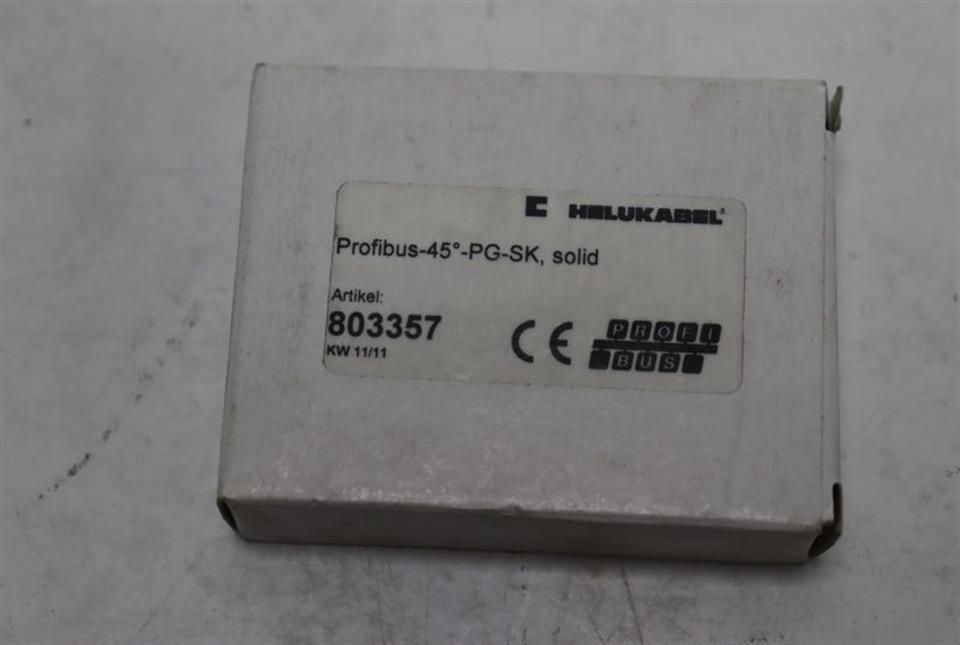 HELUKABEL®
Profibus-45°-PG-SK, solid
Artikel:
803357
KW 11/11
CE
PROFI
BUS